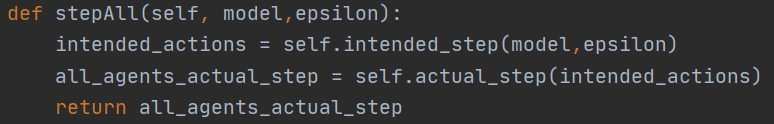 def stepAll(self, model,epsilon):
    intended_actions = self.intended_step(model,epsilon)
    all_agents_actual_step = self.actual_step(intended_actions)
    return all_agents_actual_step